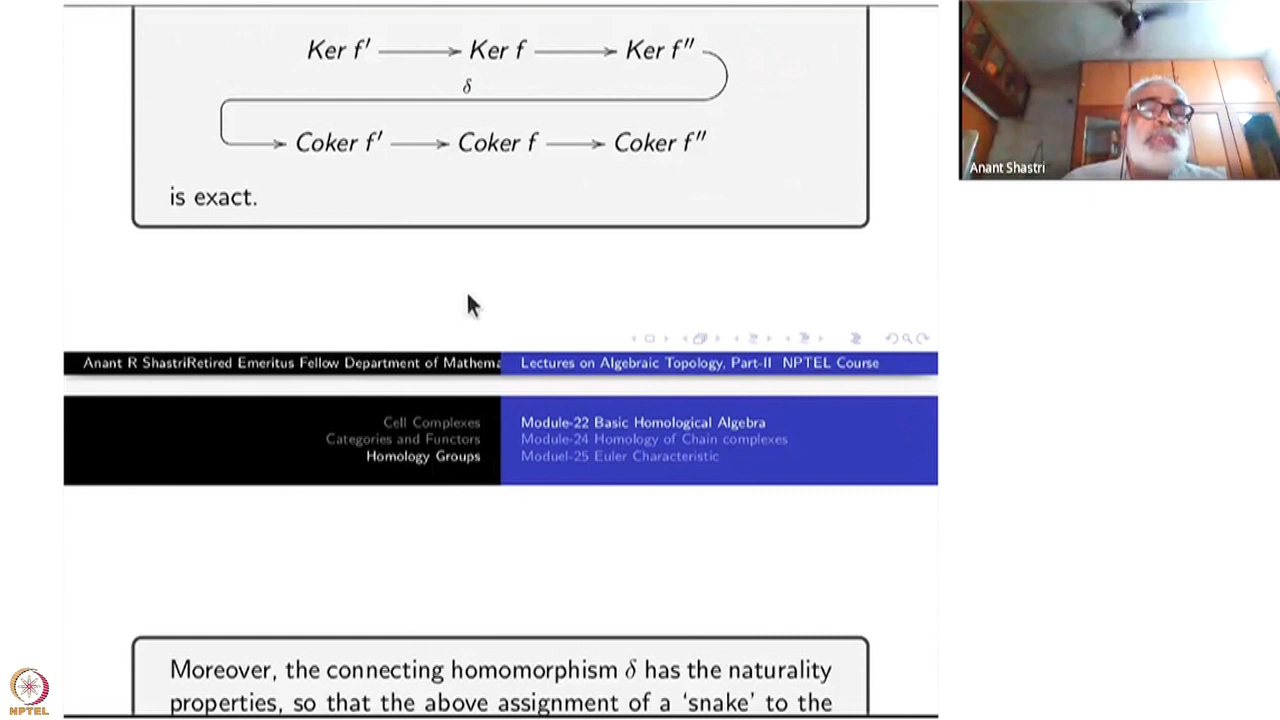 Ker f′ Ker f Ker f″
δ
Coker f′ Coker f Coker f″
is exact.
Anant Shastri
Anant R ShastriRetired Emeritus Fellow Department of Mathema
Lectures on Algebraic Topology, Part-II NPTEL Course
Cell Complexes
Categories and Functors
Homology Groups
Module-22 Basic Homological Algebra
Module-24 Homology of Chain complexes
Moduel-25 Euler Characteristic
Moreover, the connecting homomorphism δ has the naturality
properties, so that the above assignment of a ‘snake’ to the
NPTEL